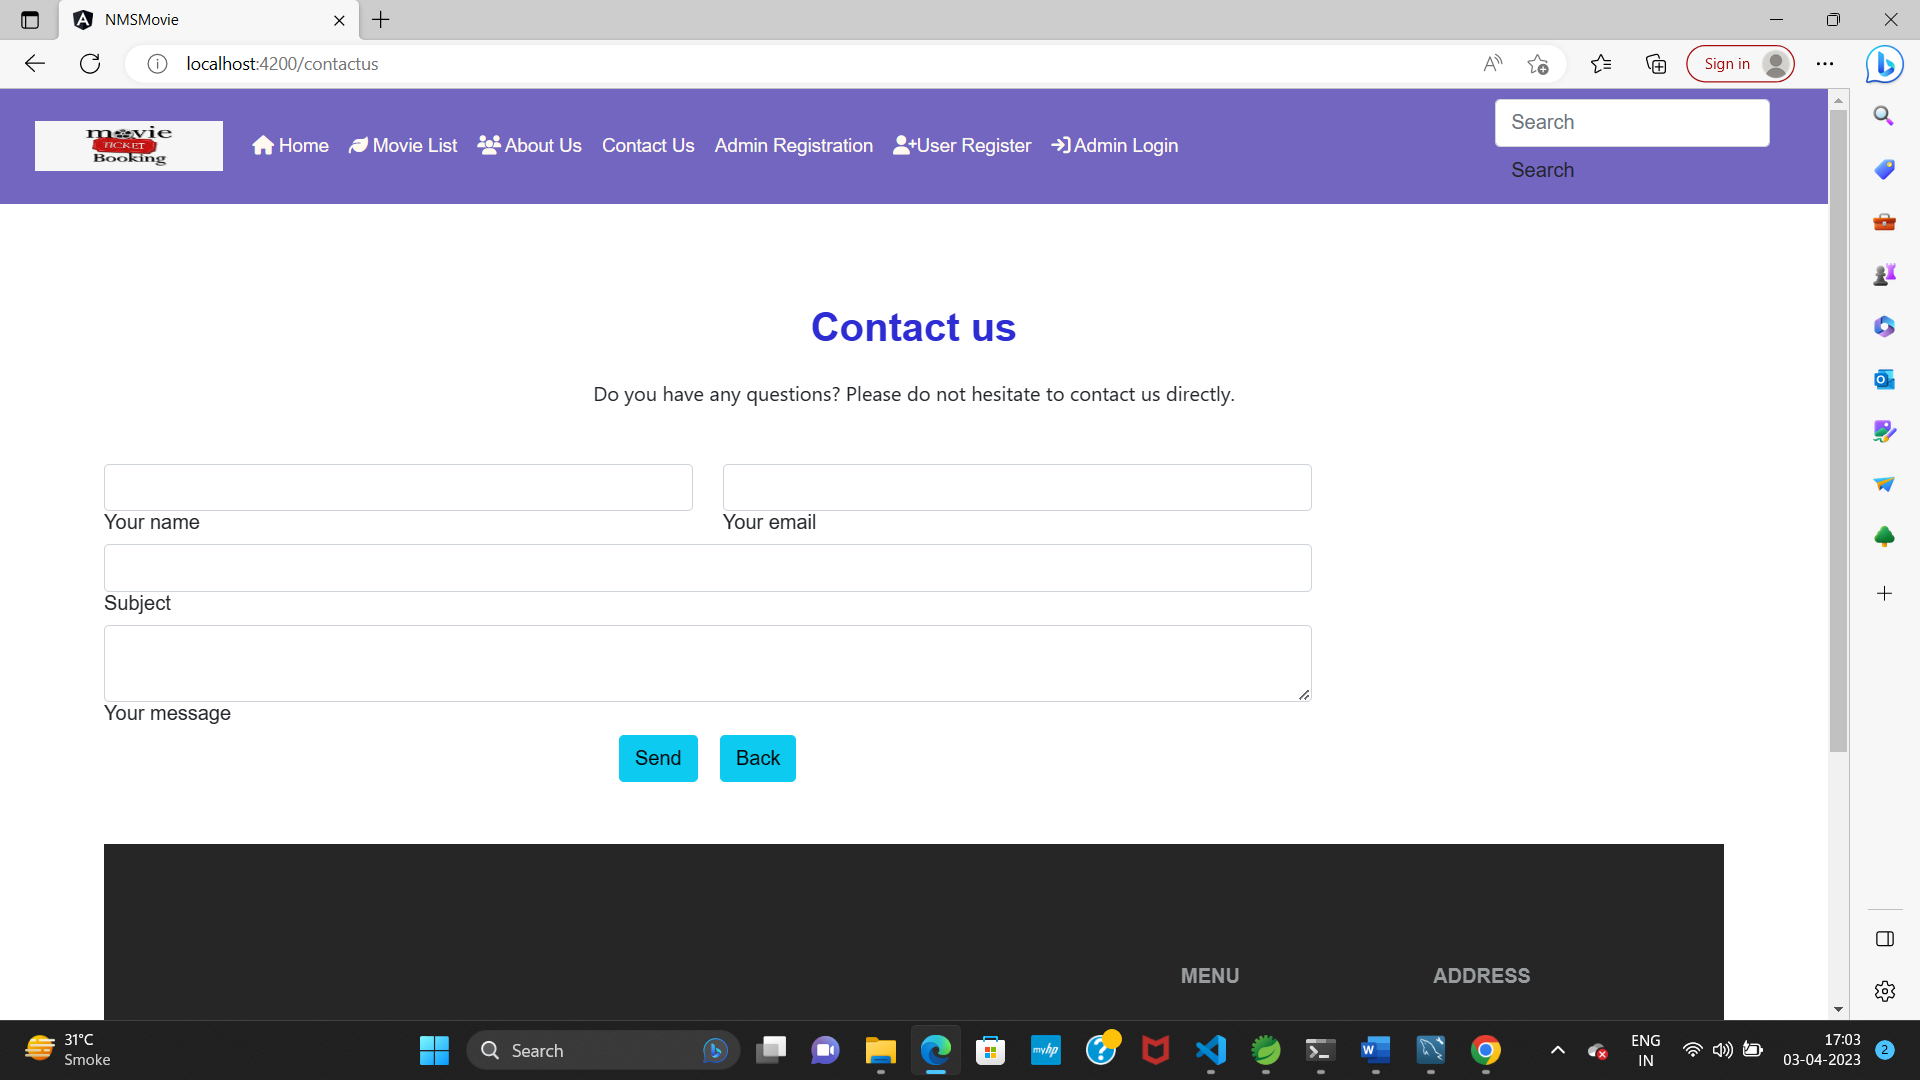 NMSMovie
localhost:4200/contactus
Sign in
movie
TICKET
Booking
Home Movie List About Us Contact Us Admin Registration User Register Admin Login
Search
Search
Contact us
Do you have any questions? Please do not hesitate to contact us directly.
Your name Your email
Subject
Your message
Send Back
MENU ADDRESS
31°C
Smoke
Search
myhp
ENG
IN
17:03
03-04-2023
2